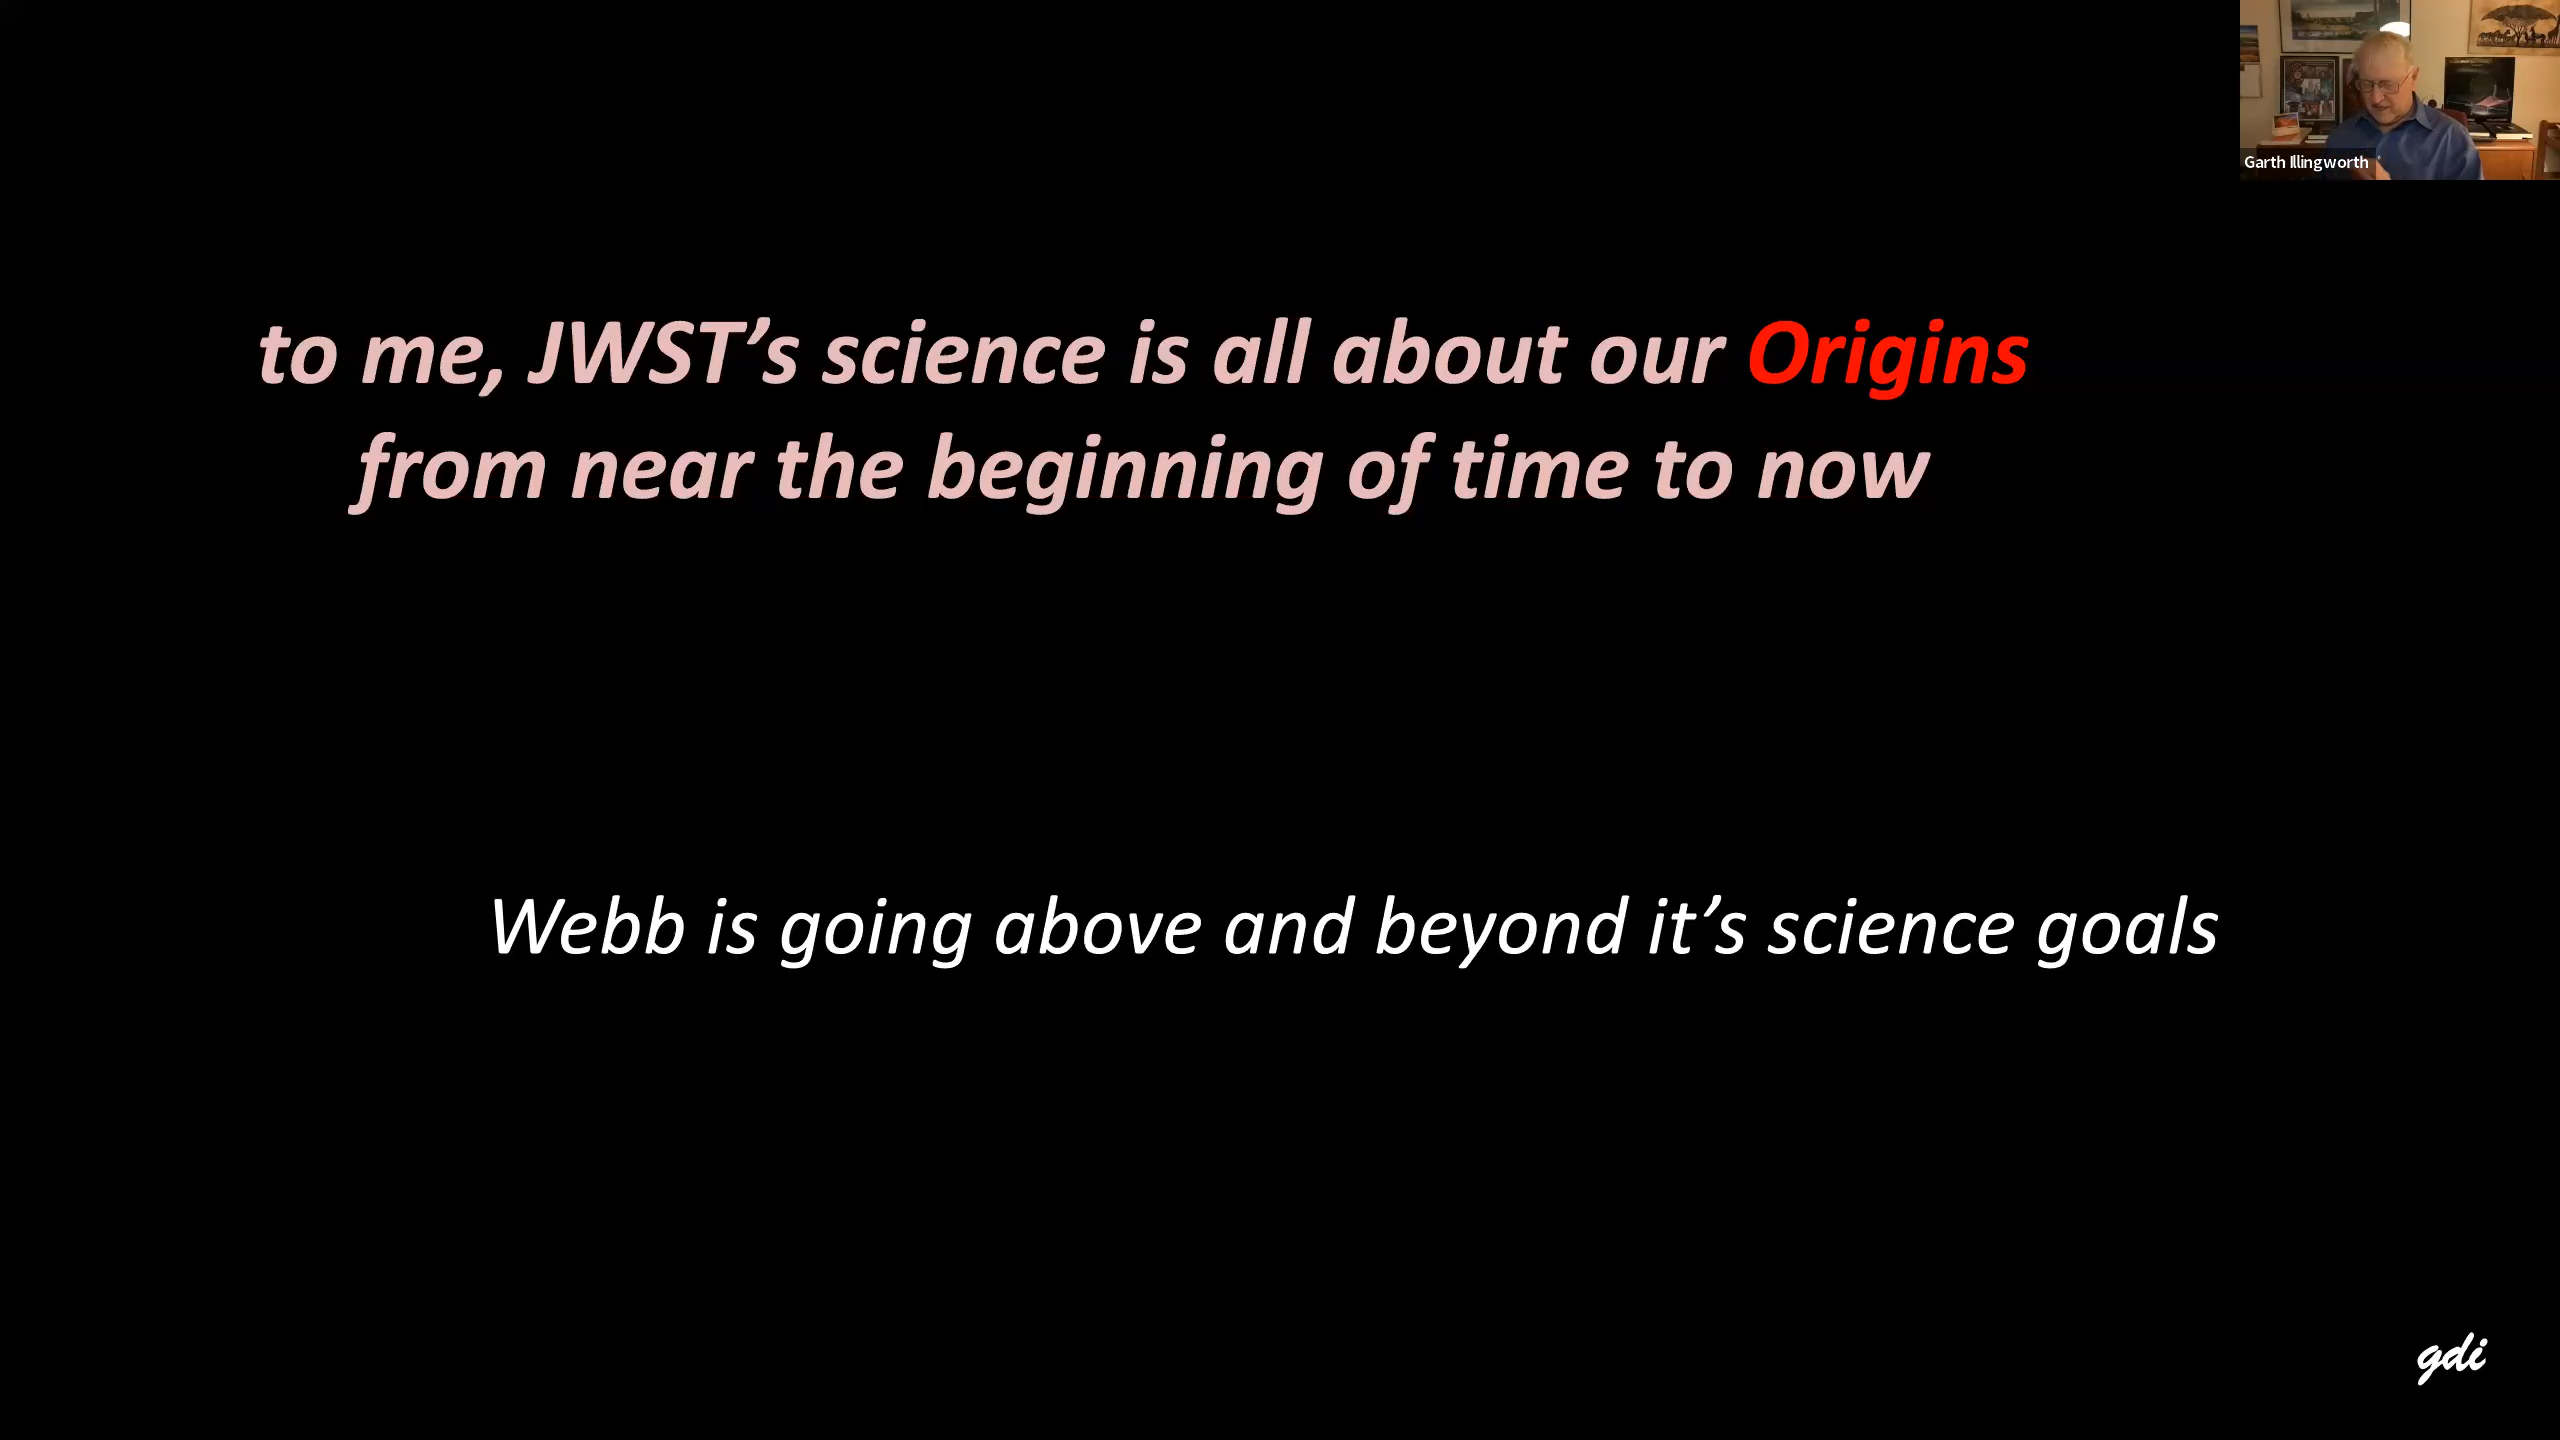 Garth Illingworth
to me, JWST’s science is all about our Origins
from near the beginning of time to now
Webb is going above and beyond it’s science goals
gdi